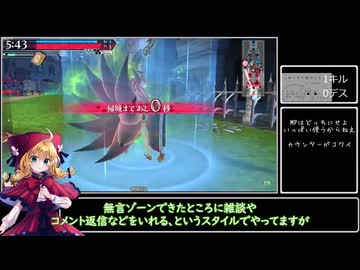 5:43
帰城まであと0秒
1キル
0デス
MPはどっちにせよ
いっぱい使うからねえ
カウンターがコワイ
無言ゾーンできたところに雑談や
コメント返信などをいれる、というスタイルでやってますが